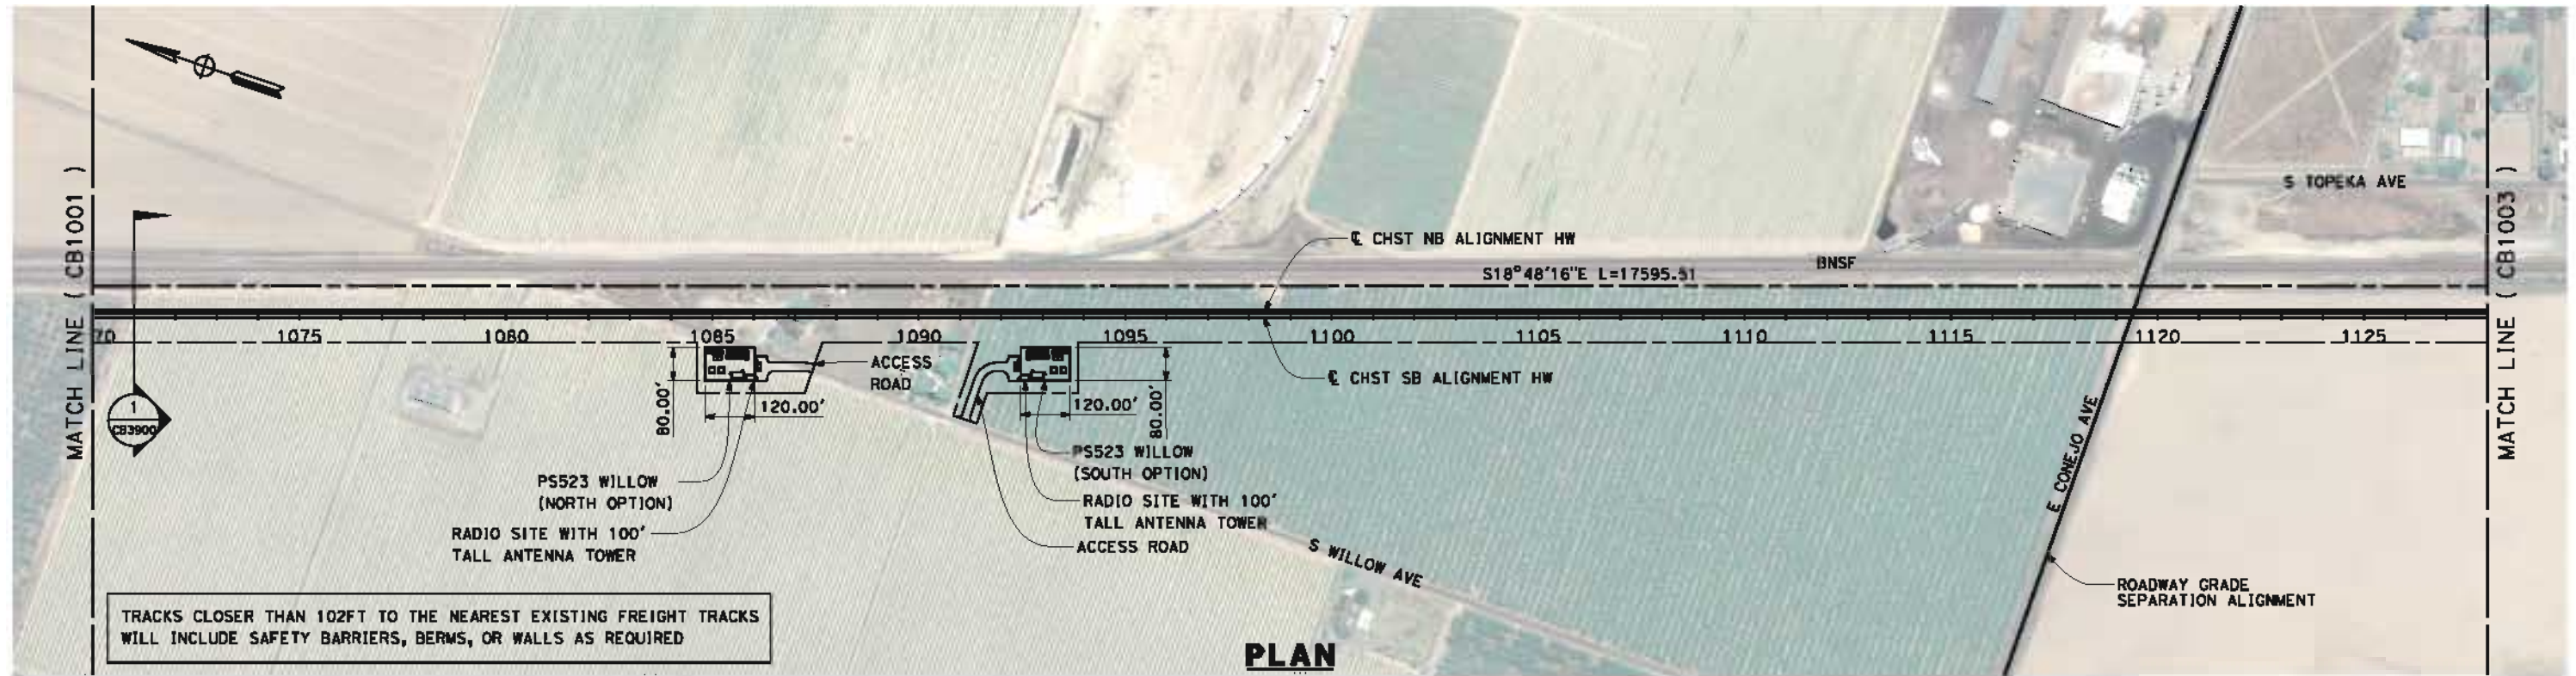 MATCH LINE ( CB1001 )
S TOPEKA AVE
MATCH LINE ( CB1003 )
℄ CHST NB ALIGNMENT HW
BNSF
S18°48'16"E L=17595.51
70 1075 1080 1085 1090 1095 1100 1105 1110 1115 1120 1125
ACCESS
ROAD
℄ CHST SB ALIGNMENT HW
80.00'
120.00'
120.00'
80.00'
1
CB3900
PS523 WILLOW
(NORTH OPTION)
RADIO SITE WITH 100'
TALL ANTENNA TOWER
PS523 WILLOW
(SOUTH OPTION)
RADIO SITE WITH 100'
TALL ANTENNA TOWER
ACCESS ROAD
S WILLOW AVE
E CONEJO AVE
ROADWAY GRADE
SEPARATION ALIGNMENT
TRACKS CLOSER THAN 102FT TO THE NEAREST EXISTING FREIGHT TRACKS
WILL INCLUDE SAFETY BARRIERS, BERMS, OR WALLS AS REQUIRED
PLAN